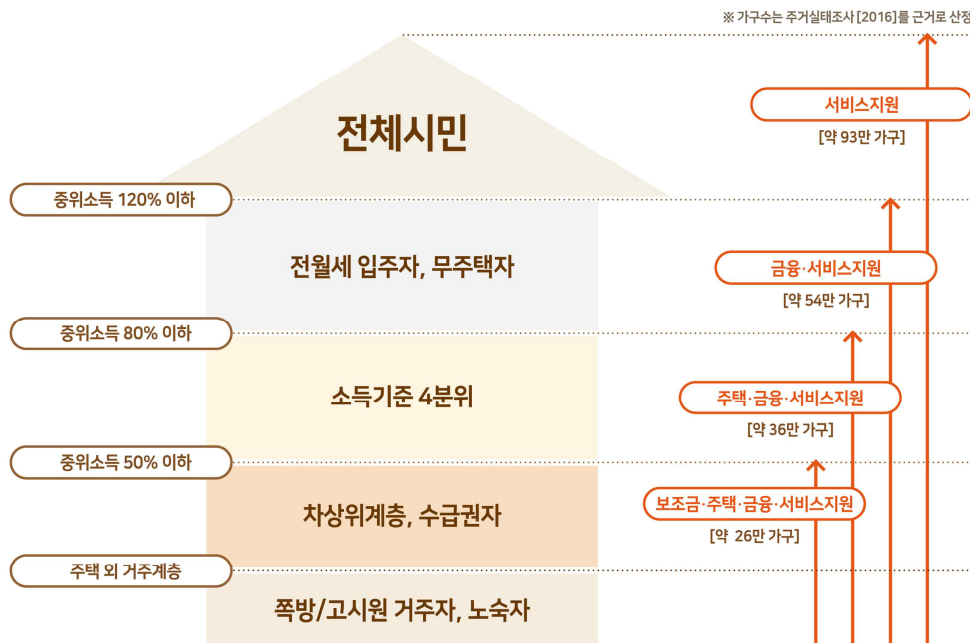 ※ 가구수는 주거실태조사 [2016]를 근거로 산정
서비스지원
전체시민
[약 93만 가구]
중위소득 120% 이하
전월세 입주자, 무주택자
금융·서비스지원
[약 54만 가구]
중위소득 80% 이하
소득기준 4분위
주택·금융·서비스지원
[약 36만 가구]
중위소득 50% 이하
차상위계층, 수급권자
보조금·주택·금융·서비스지원
[약 26만 가구]
주택 외 거주계층
쪽방/고시원 거주자, 노숙자